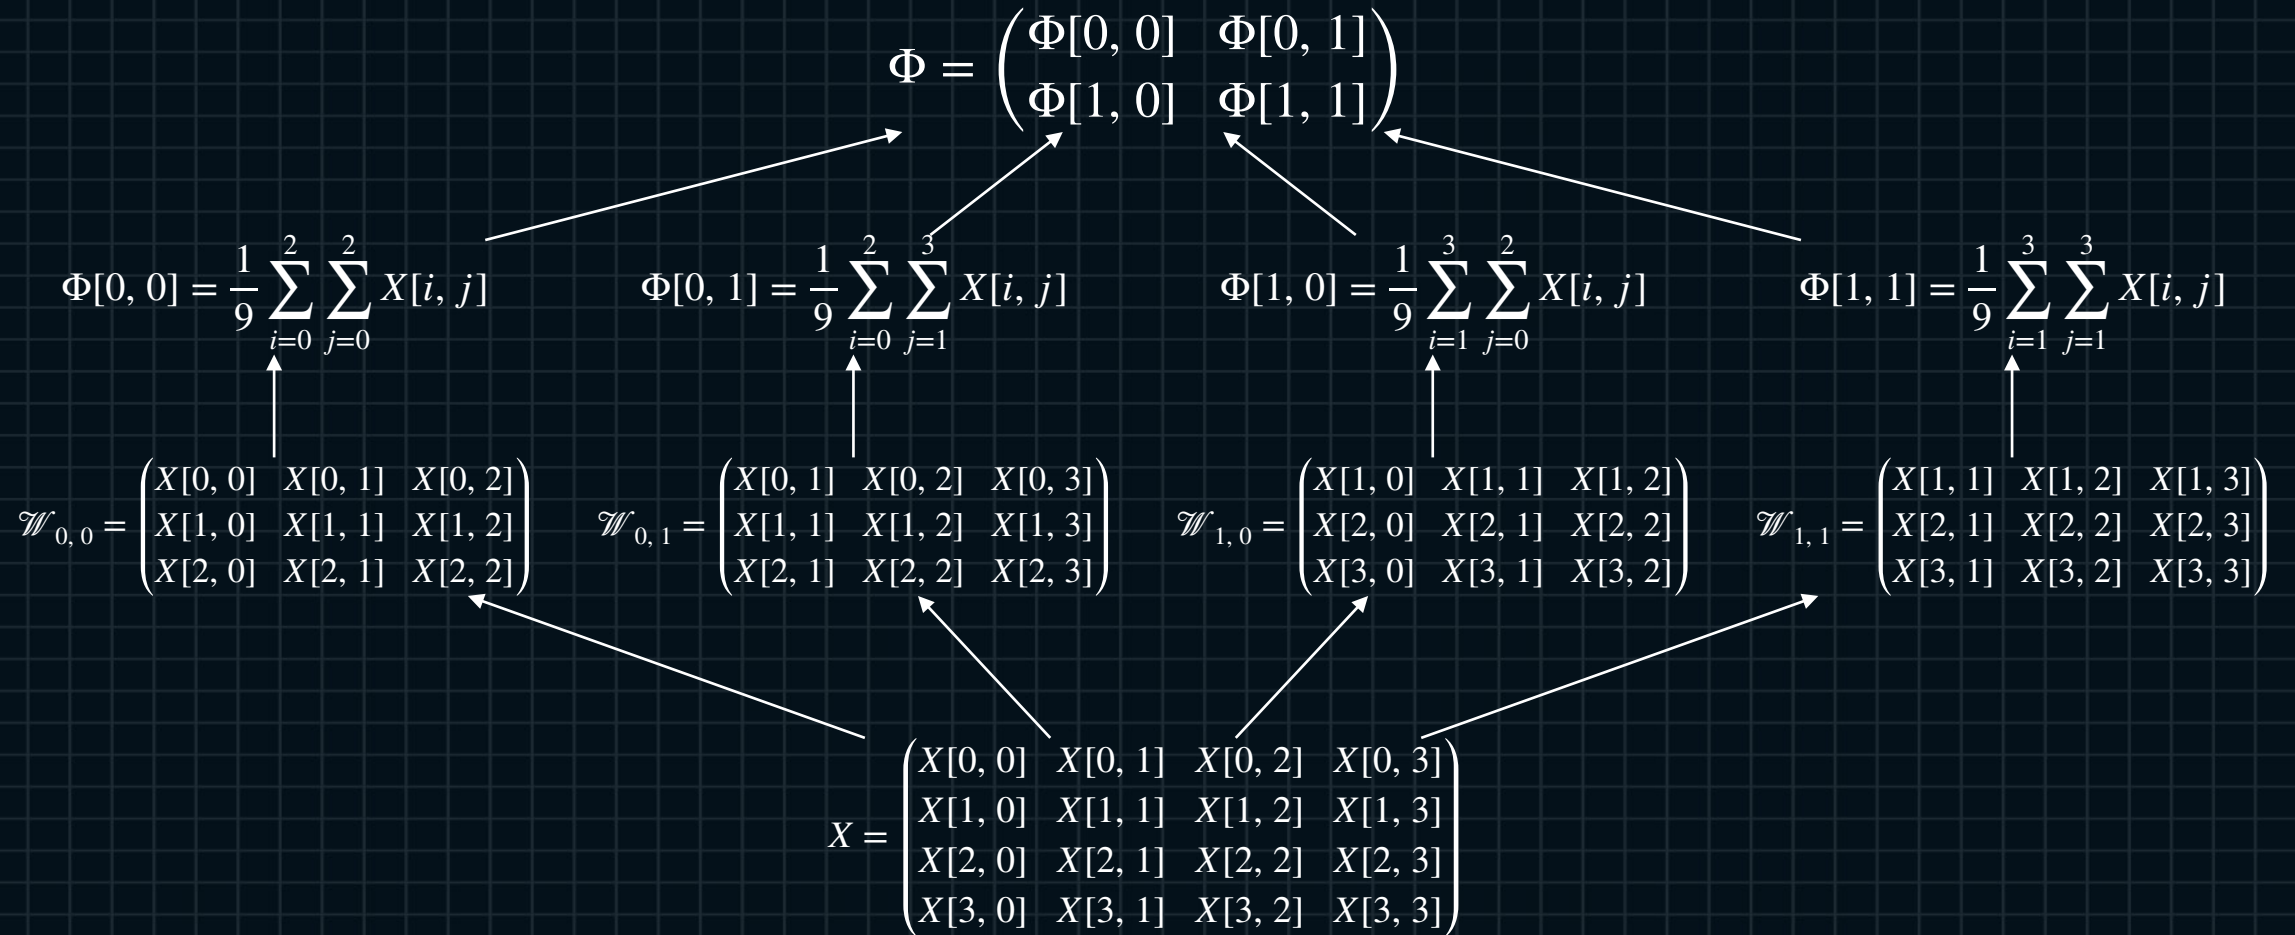 Φ = (Φ[0, 0] Φ[0, 1]
Φ[1, 0] Φ[1, 1])
Φ[0, 0] = 1/9 ∑_{i=0}^{2} ∑_{j=0}^{2} X[i, j]
Φ[0, 1] = 1/9 ∑_{i=0}^{2} ∑_{j=1}^{3} X[i, j]
Φ[1, 0] = 1/9 ∑_{i=1}^{3} ∑_{j=0}^{2} X[i, j]
Φ[1, 1] = 1/9 ∑_{i=1}^{3} ∑_{j=1}^{3} X[i, j]
𝒲_{0, 0} = (X[0, 0] X[0, 1] X[0, 2]
X[1, 0] X[1, 1] X[1, 2]
X[2, 0] X[2, 1] X[2, 2])
𝒲_{0, 1} = (X[0, 1] X[0, 2] X[0, 3]
X[1, 1] X[1, 2] X[1, 3]
X[2, 1] X[2, 2] X[2, 3])
𝒲_{1, 0} = (X[1, 0] X[1, 1] X[1, 2]
X[2, 0] X[2, 1] X[2, 2]
X[3, 0] X[3, 1] X[3, 2])
𝒲_{1, 1} = (X[1, 1] X[1, 2] X[1, 3]
X[2, 1] X[2, 2] X[2, 3]
X[3, 1] X[3, 2] X[3, 3])
X = (X[0, 0] X[0, 1] X[0, 2] X[0, 3]
X[1, 0] X[1, 1] X[1, 2] X[1, 3]
X[2, 0] X[2, 1] X[2, 2] X[2, 3]
X[3, 0] X[3, 1] X[3, 2] X[3, 3])